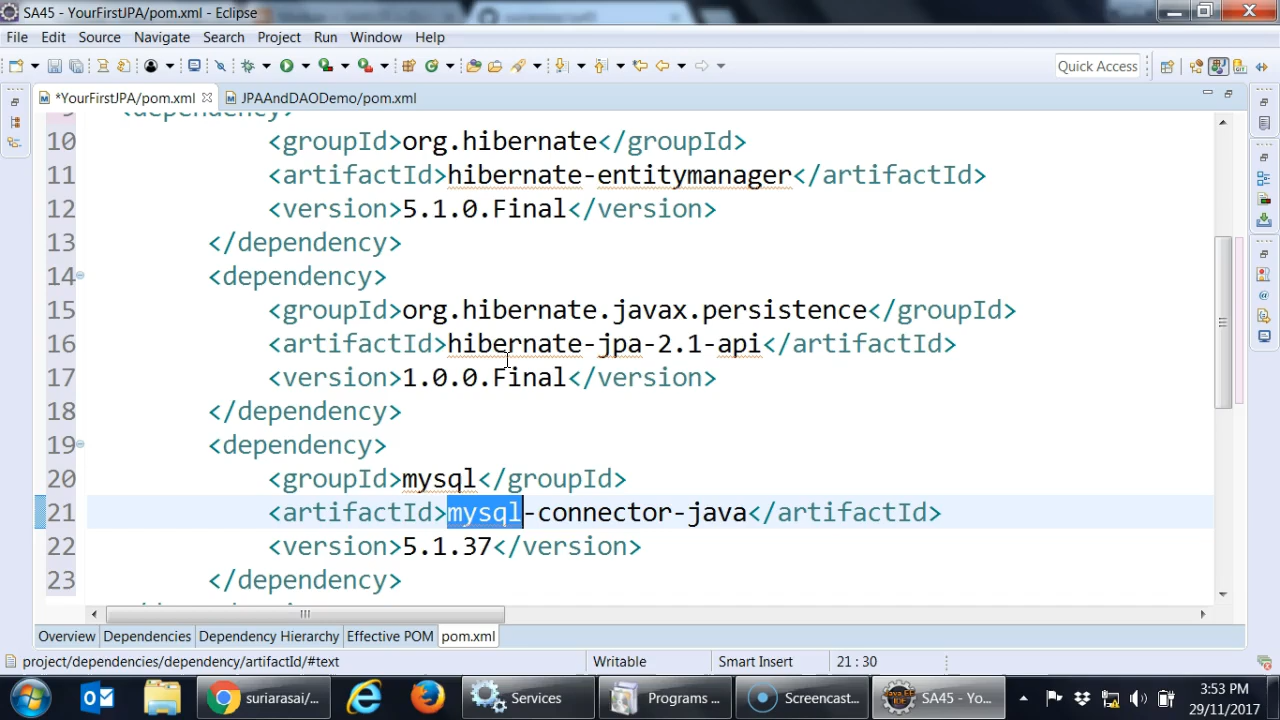 SA45 - YourFirstJPA/pom.xml - Eclipse
File Edit Source Navigate Search Project Run Window Help
Quick Access
*YourFirstJPA/pom.xml JPAAndDAODemo/pom.xml
9 <dependency>
10 <groupId>org.hibernate</groupId>
11 <artifactId>hibernate-entitymanager</artifactId>
12 <version>5.1.0.Final</version>
13 </dependency>
14 <dependency>
15 <groupId>org.hibernate.javax.persistence</groupId>
16 <artifactId>hibernate-jpa-2.1-api</artifactId>
17 <version>1.0.0.Final</version>
18 </dependency>
19 <dependency>
20 <groupId>mysql</groupId>
21 <artifactId>mysql-connector-java</artifactId>
22 <version>5.1.37</version>
23 </dependency>
Overview Dependencies Dependency Hierarchy Effective POM pom.xml
project/dependencies/dependency/artifactId/#text Writable Smart Insert 21 : 30
suriarasai/... Services Programs ... Screencast... SA45 - Yo... 3:53 PM
29/11/2017